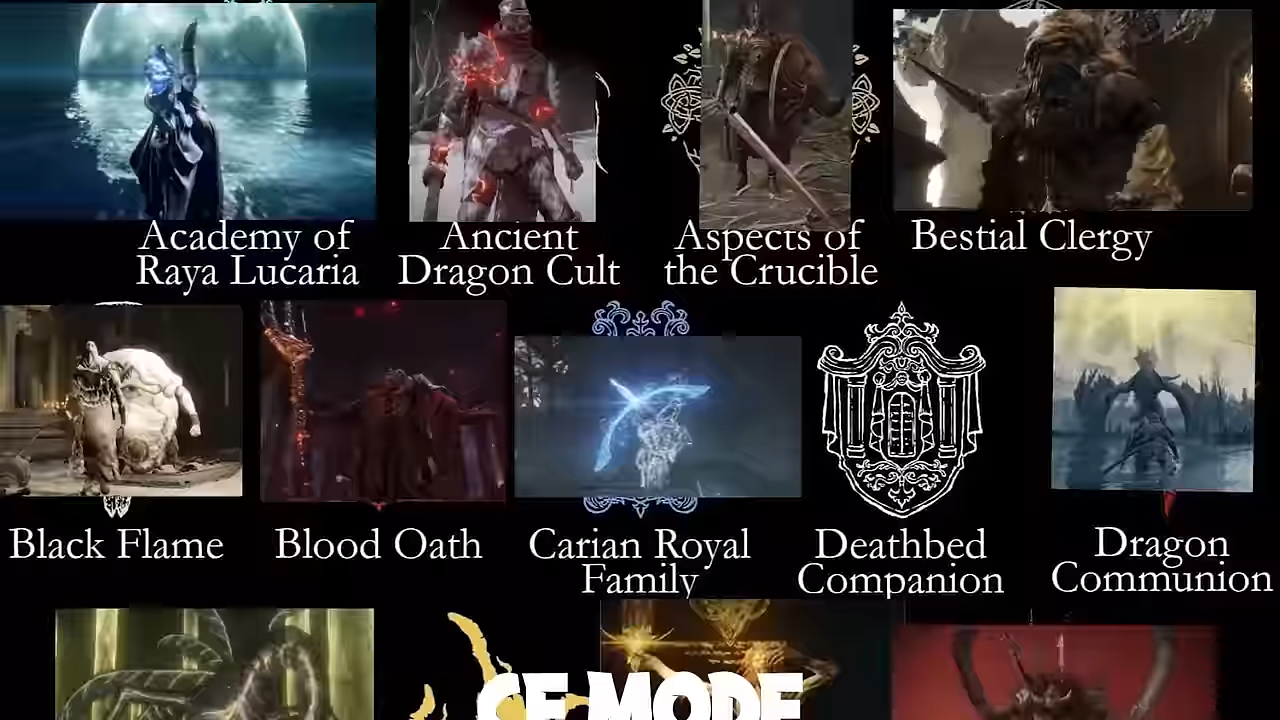 Academy of
Raya Lucaria
Ancient
Dragon Cult
Aspects of
the Crucible
Bestial Clergy
Black Flame
Blood Oath
Carian Royal
Family
Deathbed
Companion
Dragon
Communion
MODE